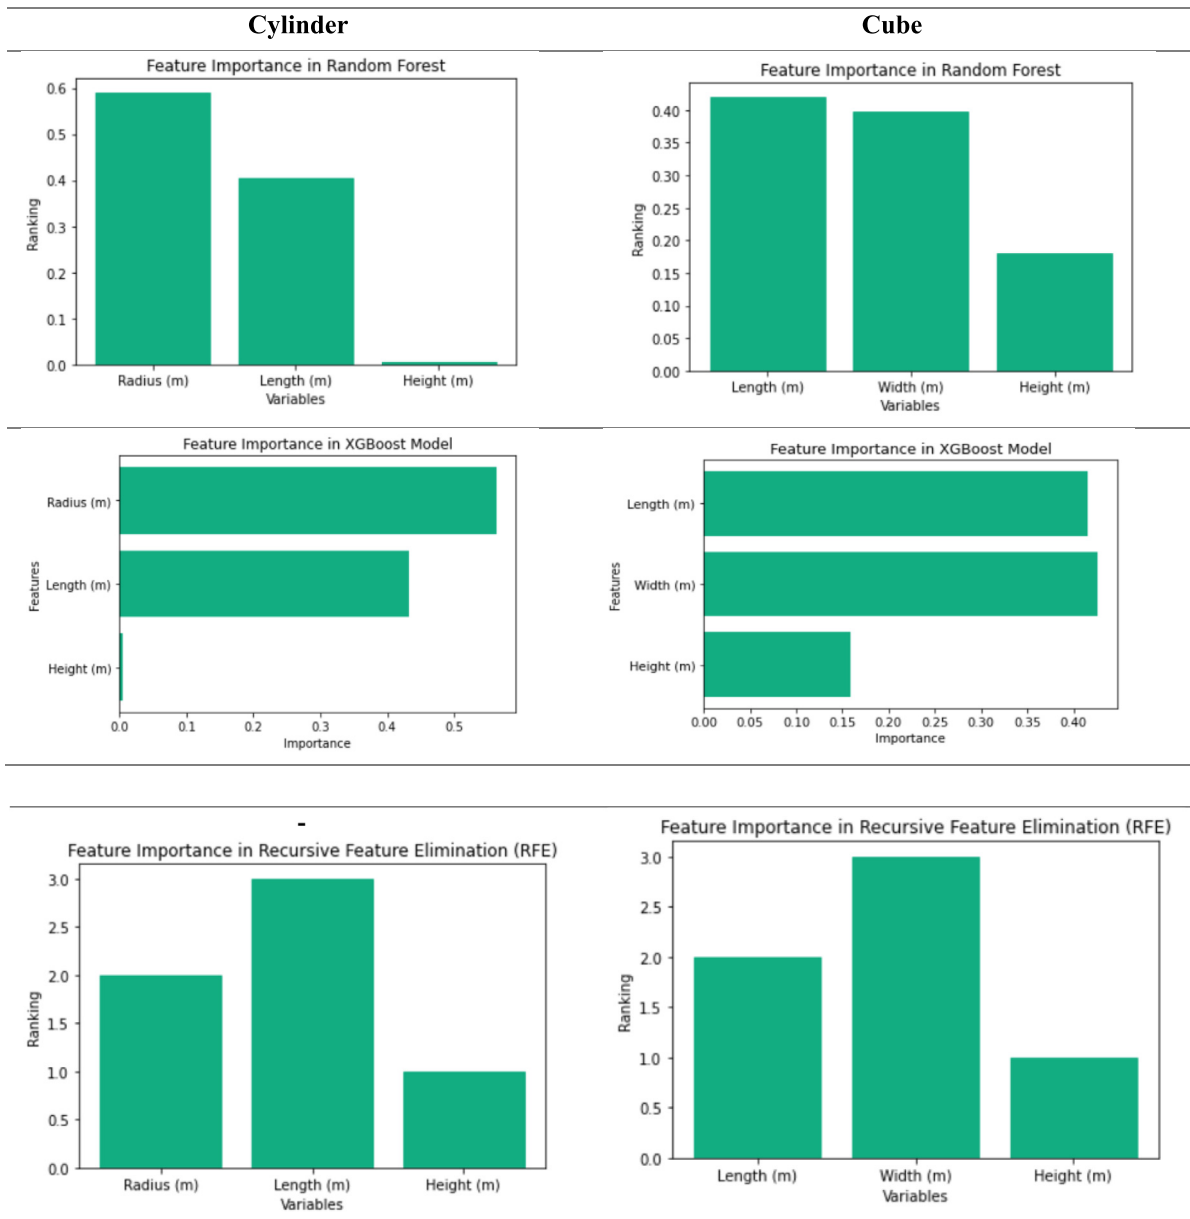 Cylinder
Cube
Feature Importance in Random Forest
0.6
0.5
0.4
0.3
0.2
0.1
0.0
Ranking
Radius (m)
Length (m)
Height (m)
Variables
Feature Importance in Random Forest
0.40
0.35
0.30
0.25
0.20
0.15
0.10
0.05
0.00
Ranking
Length (m)
Width (m)
Height (m)
Variables
Feature Importance in XGBoost Model
Radius (m)
Length (m)
Height (m)
Features
0.0
0.1
0.2
0.3
0.4
0.5
Importance
Feature Importance in XGBoost Model
Length (m)
Width (m)
Height (m)
Features
0.00
0.05
0.10
0.15
0.20
0.25
0.30
0.35
0.40
Importance
-
Feature Importance in Recursive Feature Elimination (RFE)
3.0
2.5
2.0
1.5
1.0
0.5
0.0
Ranking
Radius (m)
Length (m)
Height (m)
Variables
Feature Importance in Recursive Feature Elimination (RFE)
3.0
2.5
2.0
1.5
1.0
0.5
0.0
Ranking
Length (m)
Width (m)
Height (m)
Variables